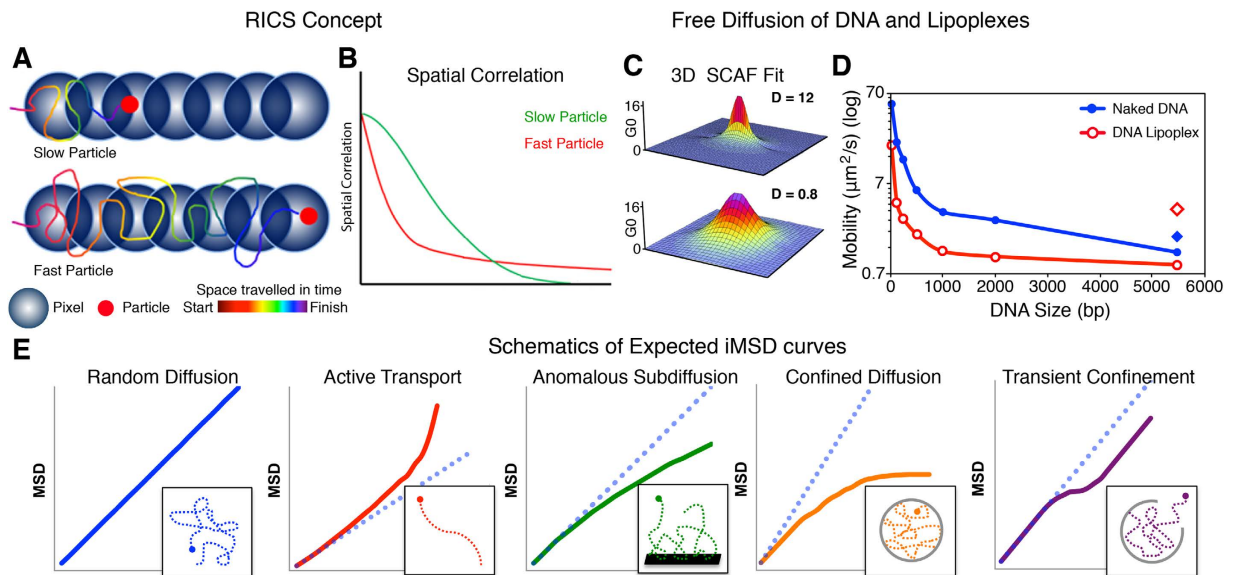 RICS Concept
Free Diffusion of DNA and Lipoplexes
A
Slow Particle
Fast Particle
Pixel
Particle
Space travelled in time
Start
Finish
B
Spatial Correlation
Spatial Correlation
Slow Particle
Fast Particle
C
3D SCAF Fit
D = 12
16
G0
0
D = 0.8
16
G0
0
D
Mobility (μm²/s) (log)
70
7
0.7
Naked DNA
DNA Lipoplex
0 1000 2000 3000 4000 5000 6000
DNA Size (bp)
E
Schematics of Expected iMSD curves
Random Diffusion
MSD
Active Transport
MSD
Anomalous Subdiffusion
MSD
Confined Diffusion
MSD
Transient Confinement
MSD